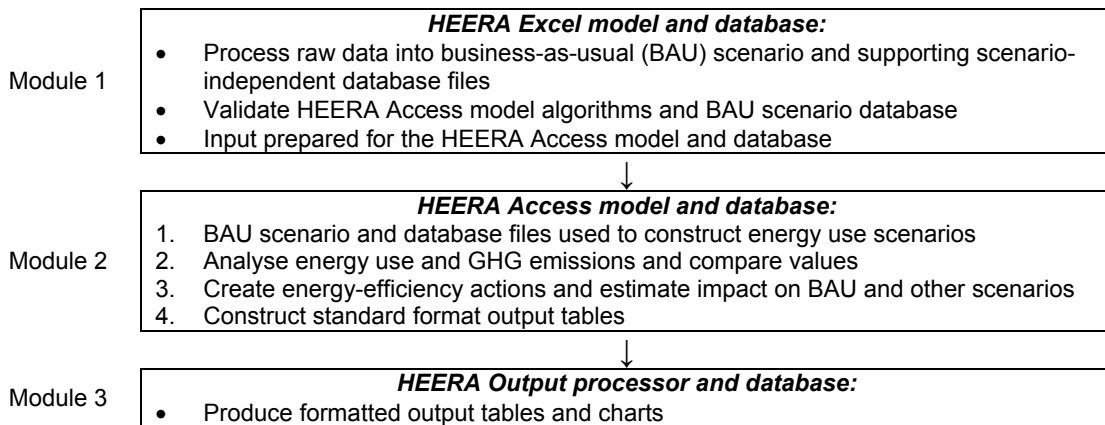 HEERA Excel model and database:
Module 1
• Process raw data into business-as-usual (BAU) scenario and supporting scenario-
independent database files
• Validate HEERA Access model algorithms and BAU scenario database
• Input prepared for the HEERA Access model and database
↓
HEERA Access model and database:
Module 2
1. BAU scenario and database files used to construct energy use scenarios
2. Analyse energy use and GHG emissions and compare values
3. Create energy-efficiency actions and estimate impact on BAU and other scenarios
4. Construct standard format output tables
↓
HEERA Output processor and database:
Module 3
• Produce formatted output tables and charts